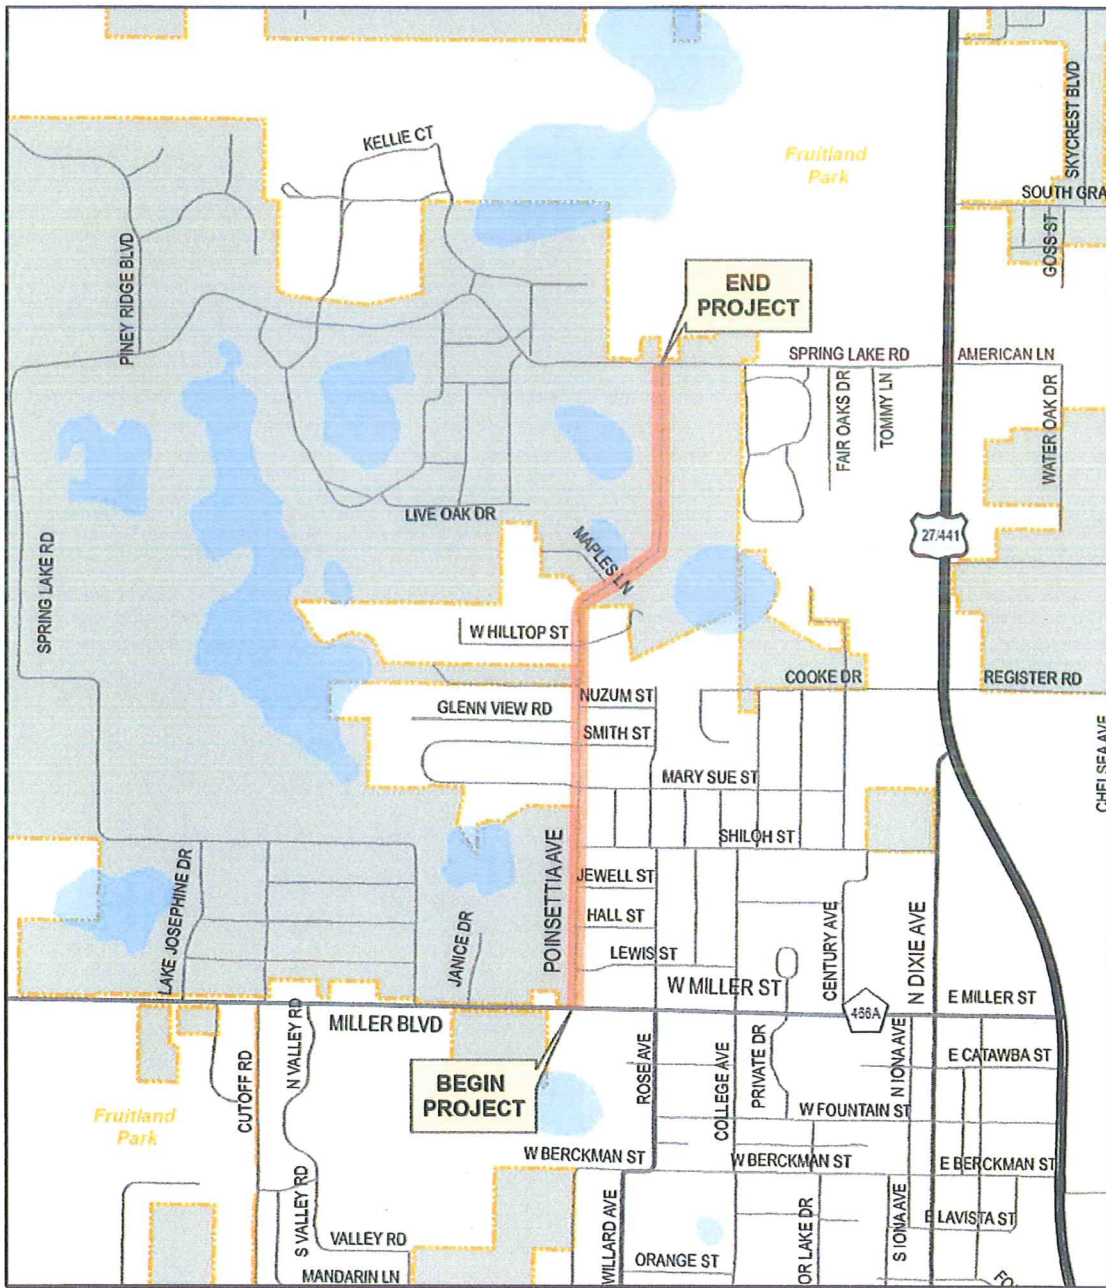 KELLIE CT
Fruitland
Park
SKYCREST BLVD
SOUTH GRA
GOSS ST
PINEY RIDGE BLVD
END
PROJECT
SPRING LAKE RD
AMERICAN LN
FAIR OAKS DR
TOMMY LN
WATER OAK DR
LIVE OAK DR
27/441
MAPLES LN
SPRING LAKE RD
W HILLTOP ST
COOKE DR
REGISTER RD
NUZUM ST
GLENN VIEW RD
SMITH ST
CHELSEA AVE
MARY SUE ST
SHILOH ST
POINSETTIA AVE
JEWELL ST
LAKE JOSEPHINE DR
HALL ST
JANICE DR
LEWIS ST
CENTURY AVE
N DIXIE AVE
W MILLER ST
E MILLER ST
466A
MILLER BLVD
N VALLEY RD
CUTOFF RD
BEGIN
PROJECT
ROSE AVE
COLLEGE AVE
PRIVATE DR
N IONA AVE
E CATAWBA ST
Fruitland
Park
W FOUNTAIN ST
W BERCKMAN ST
W BERCKMAN ST
E BERCKMAN ST
S VALLEY RD
WILLARD AVE
OR LAKE DR
S IONA AVE
E LAVISTA ST
VALLEY RD
ORANGE ST
MANDARIN LN
FO